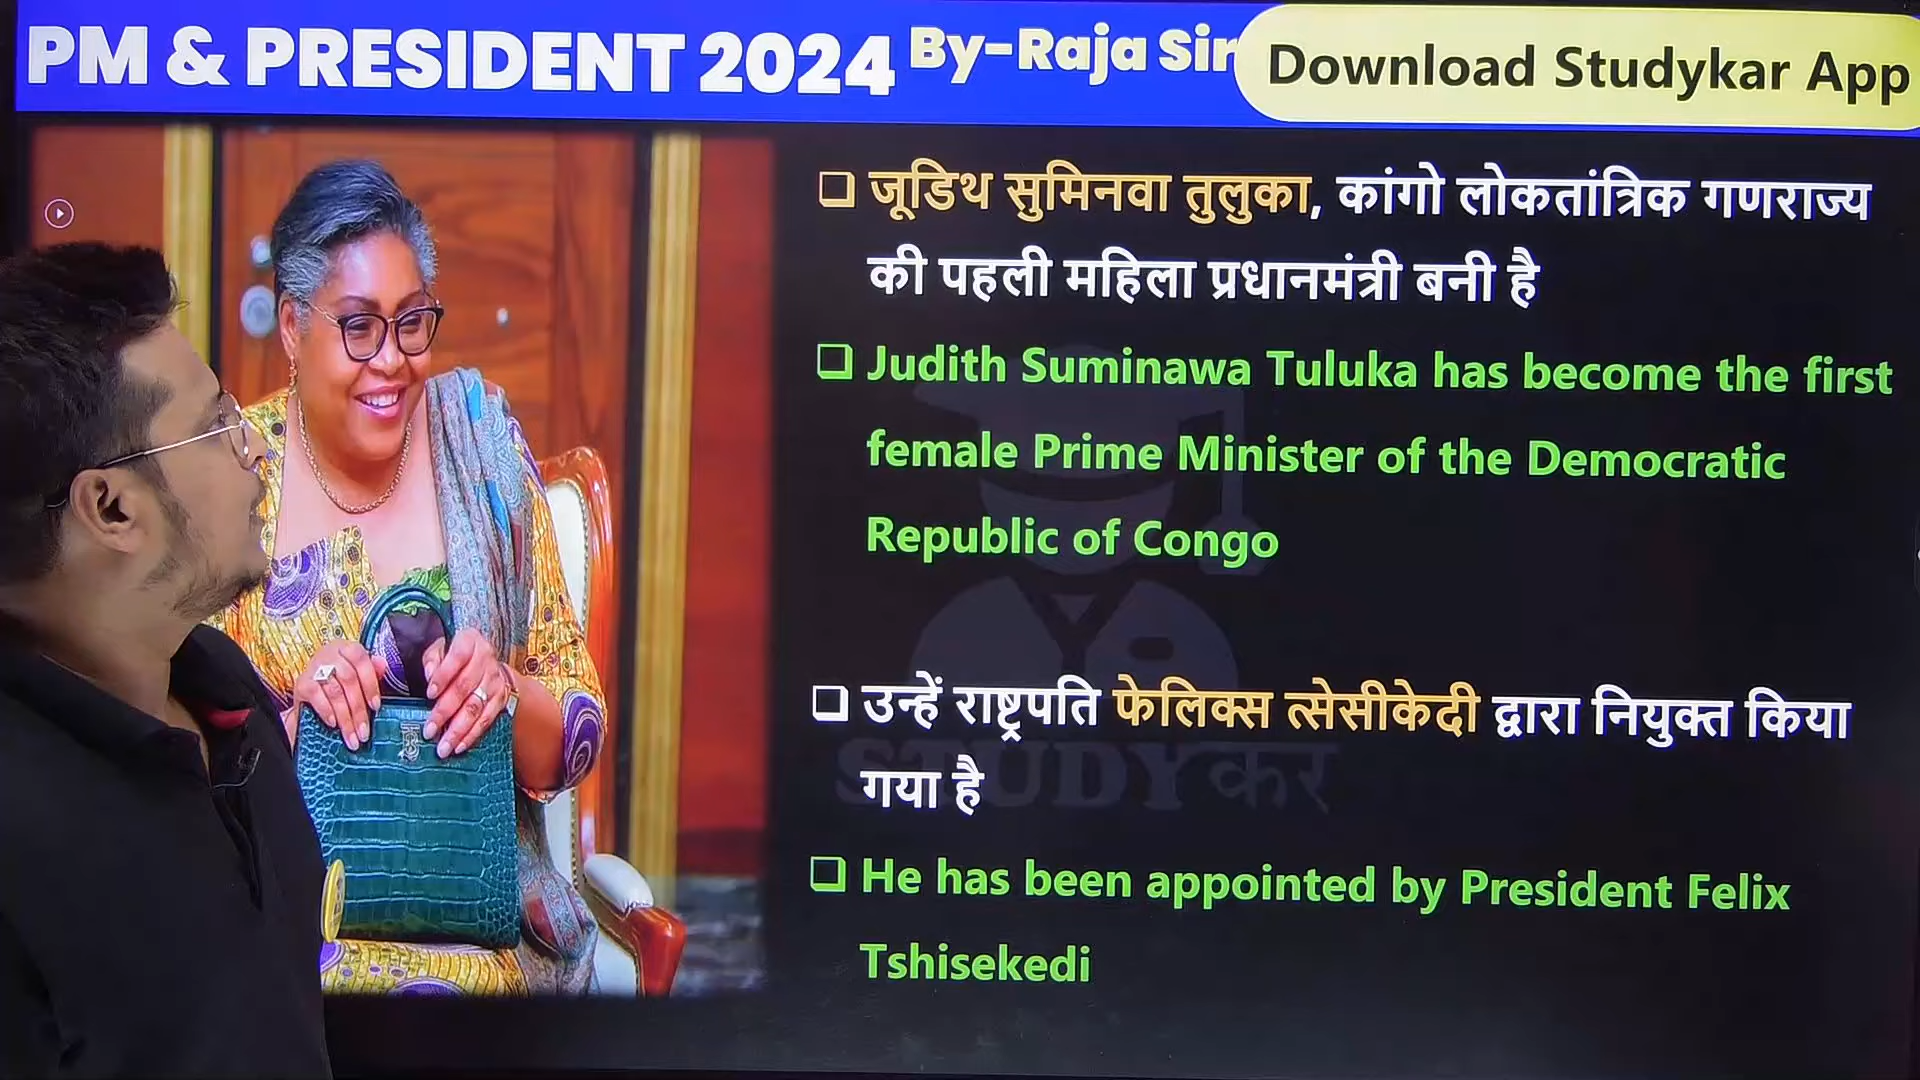 PM & PRESIDENT 2024 By-Raja Sir Download Studykar App
❑ जूडिथ सुमिनवा तुलुका, कांगो लोकतांत्रिक गणराज्य
की पहली महिला प्रधानमंत्री बनी है
❑ Judith Suminawa Tuluka has become the first
female Prime Minister of the Democratic
Republic of Congo
❑ उन्हें राष्ट्रपति फेलिक्स त्सेसीकेदी द्वारा नियुक्त किया
गया है
STUDYकर
❑ He has been appointed by President Felix
Tshisekedi